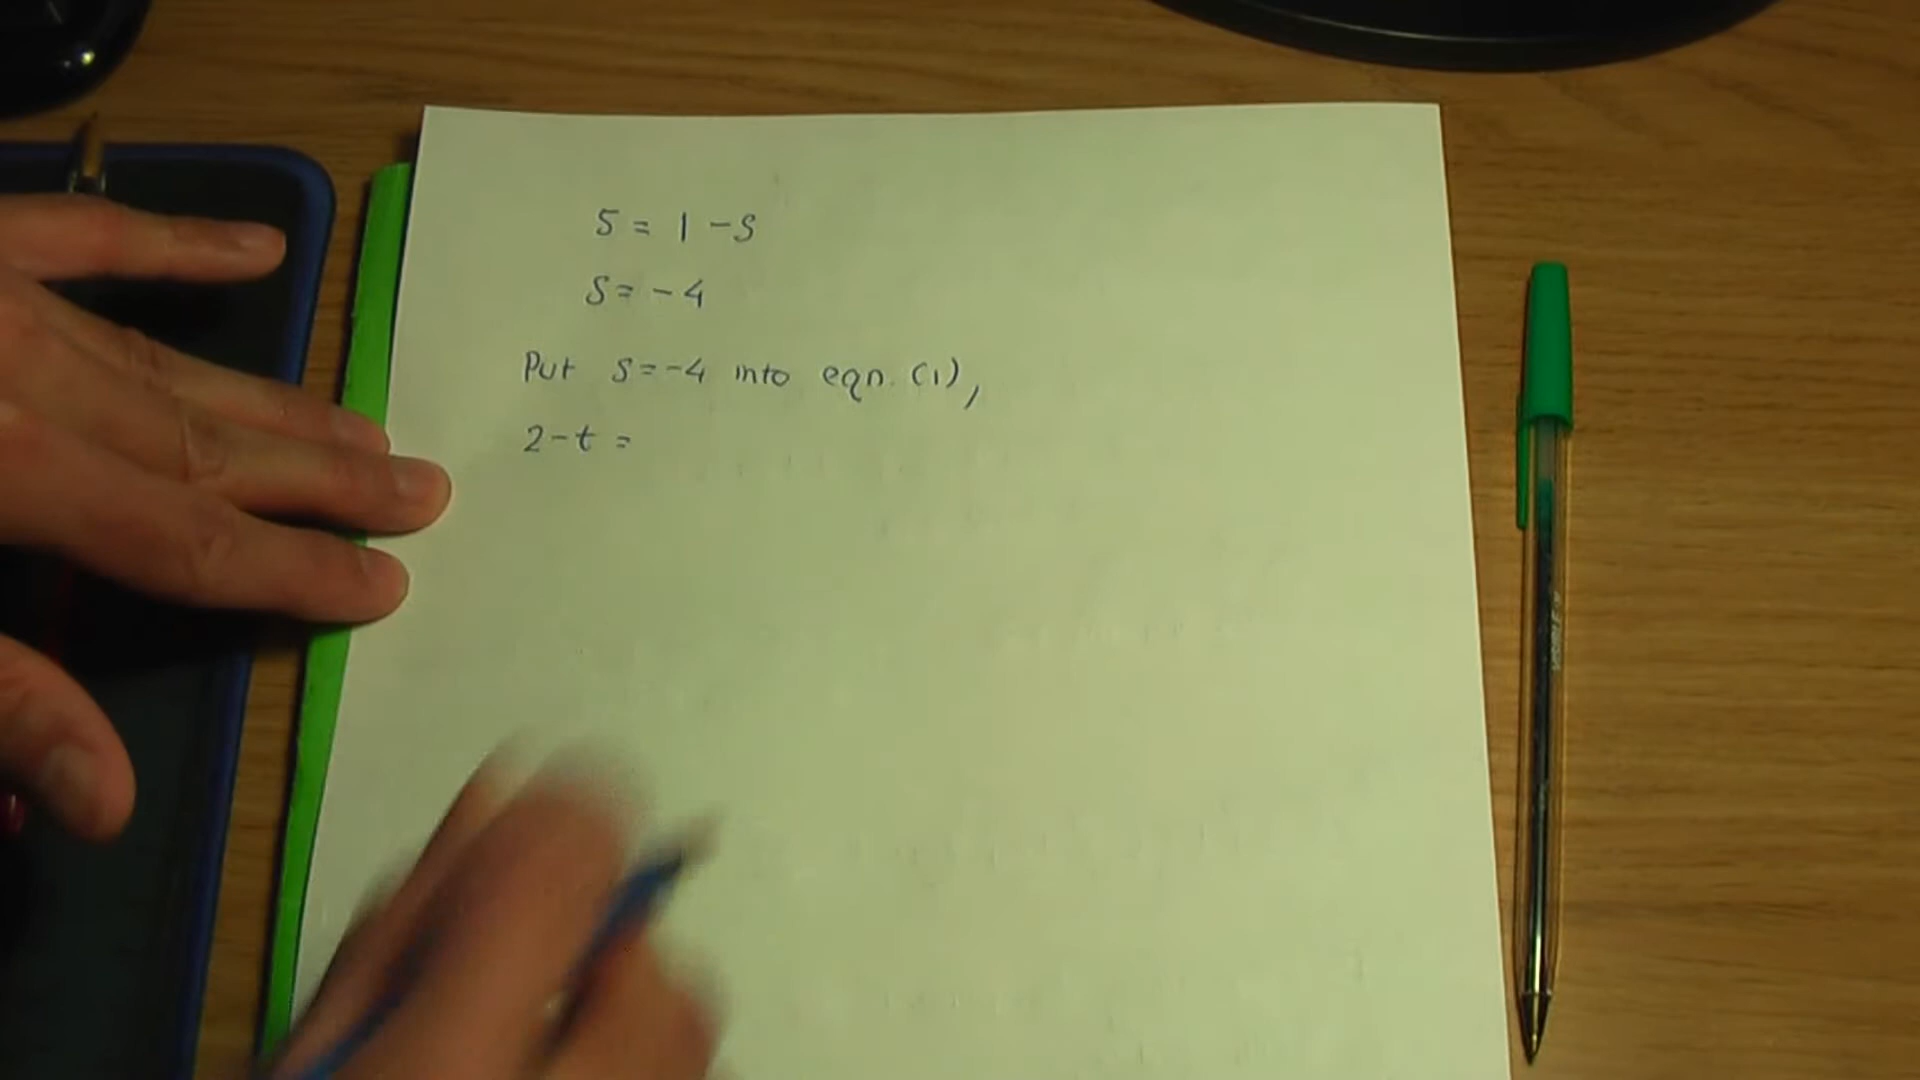 5 = 1 - s
s = - 4
Put s = -4 into eqn. (1),
2 - t =